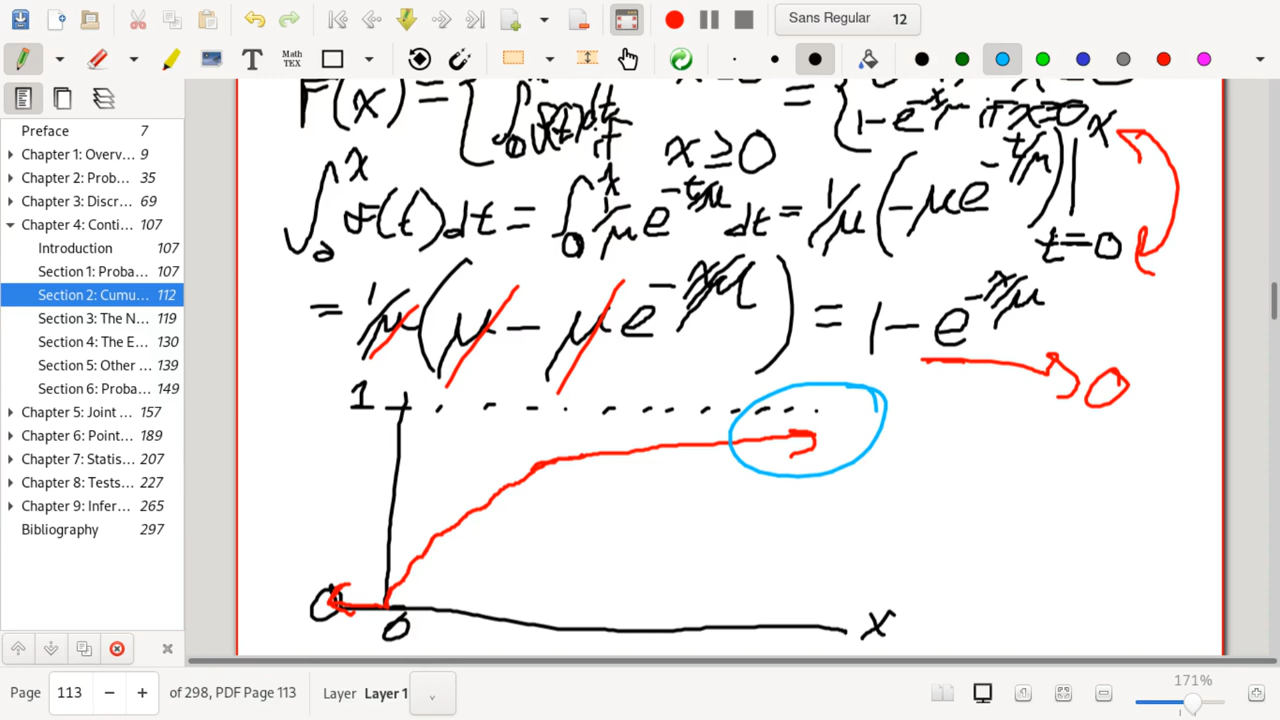 Sans Regular 12
Math
TEX
Preface 7
Chapter 1: Overv... 9
Chapter 2: Prob... 35
Chapter 3: Discr... 69
Chapter 4: Conti... 107
Introduction 107
Section 1: Proba... 107
Section 2: Cumu... 112
Section 3: The N... 119
Section 4: The E... 130
Section 5: Other ... 139
Section 6: Proba... 149
Chapter 5: Joint ... 157
Chapter 6: Point... 189
Chapter 7: Statis... 207
Chapter 8: Tests... 227
Chapter 9: Infer... 265
Bibliography 297
F(x) = { ∫
= { 1-e^-x/μ if x≥0
x ≥ 0
∫₀ˣ f(t)dt = ∫₀ˣ 1/μ e^-t/μ dt = 1/μ (-μe^-t/μ)|
x
t=0
= 1/μ (μ - μe^-x/μ) = 1 - e^-x/μ
0
1
0
0
x
Page 113 of 298, PDF Page 113
Layer Layer 1
171%